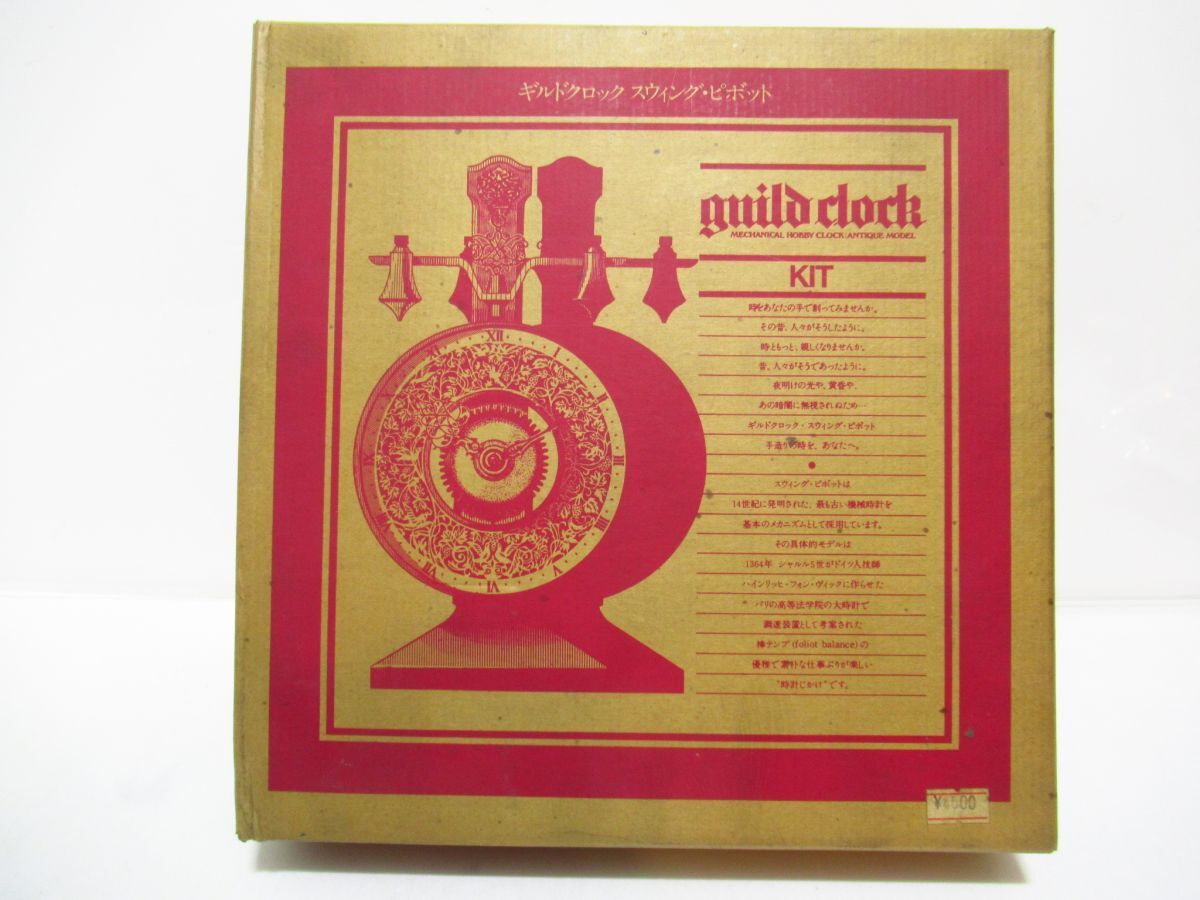 ギルドクロック スウィング・ピボット
guild clock
MECHANICAL HOBBY CLOCK: ANTIQUE MODEL
KIT
時をあなたの手で創ってみませんか。
その昔、人々がそうしたように。
時ともっと、親しくなりませんか。
昔、人々がそうであったように。
夜明けの光や、黄昏や、
あの暗闇に無視されぬため…
ギルドクロック・スウィング・ピボット
手造りの時を、あなたへ。
スヴィング・ピボットは
14世紀に発明された、最も古い機械時計を
基本のメカニズムとして採用しています。
その具体的モデルは
1364年 シャルル5世がドイツ人技師
ハインリッヒ・フォン・ヴィックに作らせた
パリの高等法学院の大時計で
調速装置として考案された
棒テンプ(foliot balance)の
優雅で素朴な仕事ぶりが楽しい
"時計じかけ"です。
XII
I
II
III
IIII
V
VI
VII
VIII
IX
X
XI
¥8500